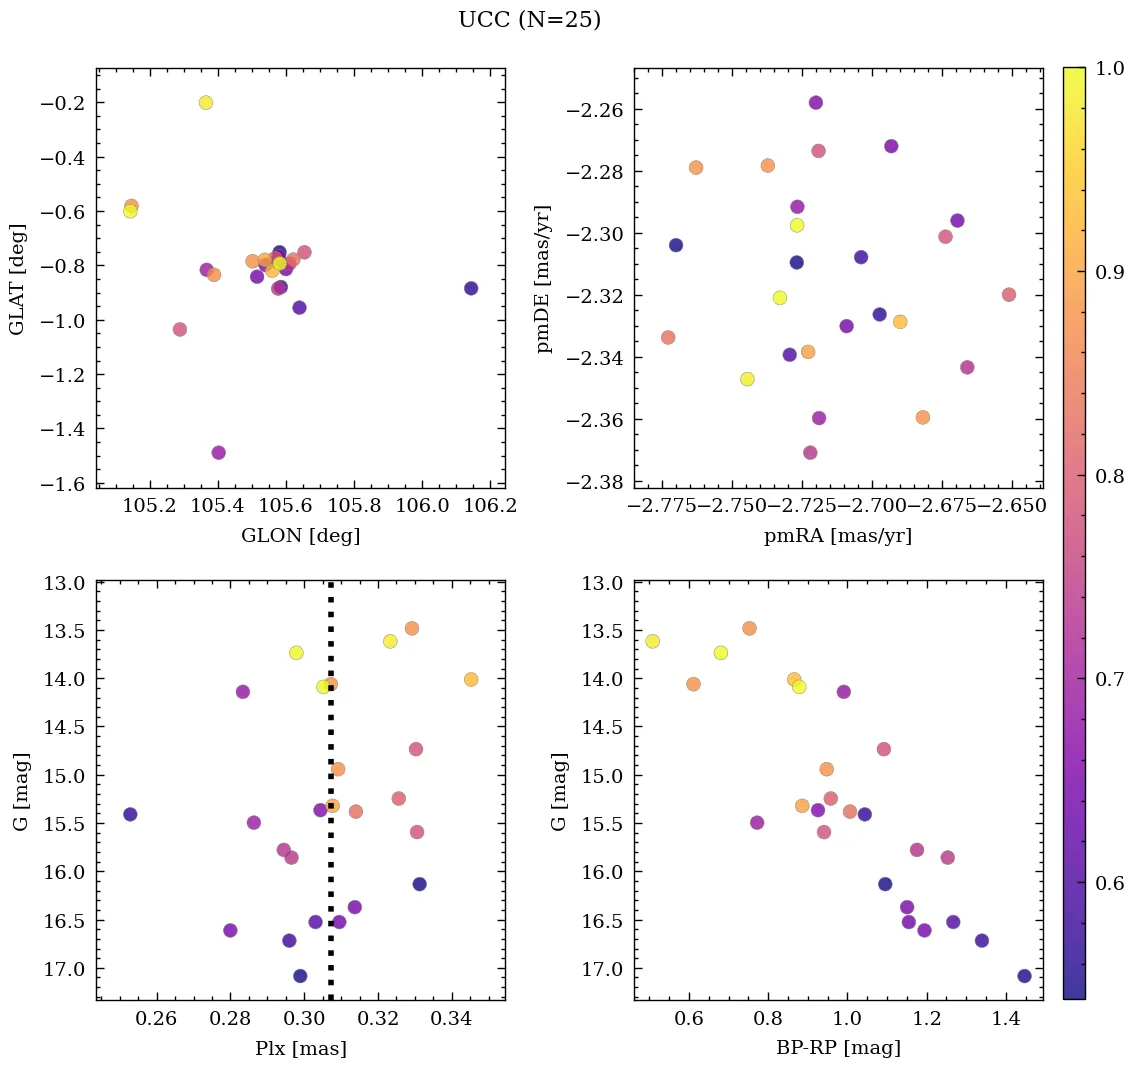 UCC (N=25)
−0.2
−0.4
−0.6
−0.8
−1.0
−1.2
−1.4
−1.6
GLAT [deg]
105.2 105.4 105.6 105.8 106.0 106.2
GLON [deg]
−2.26
−2.28
−2.30
−2.32
−2.34
−2.36
−2.38
pmDE [mas/yr]
−2.775 −2.750 −2.725 −2.700 −2.675 −2.650
pmRA [mas/yr]
1.0
0.9
0.8
0.7
0.6
13.0
13.5
14.0
14.5
15.0
15.5
16.0
16.5
17.0
G [mag]
0.26 0.28 0.30 0.32 0.34
Plx [mas]
13.0
13.5
14.0
14.5
15.0
15.5
16.0
16.5
17.0
G [mag]
0.6 0.8 1.0 1.2 1.4
BP-RP [mag]